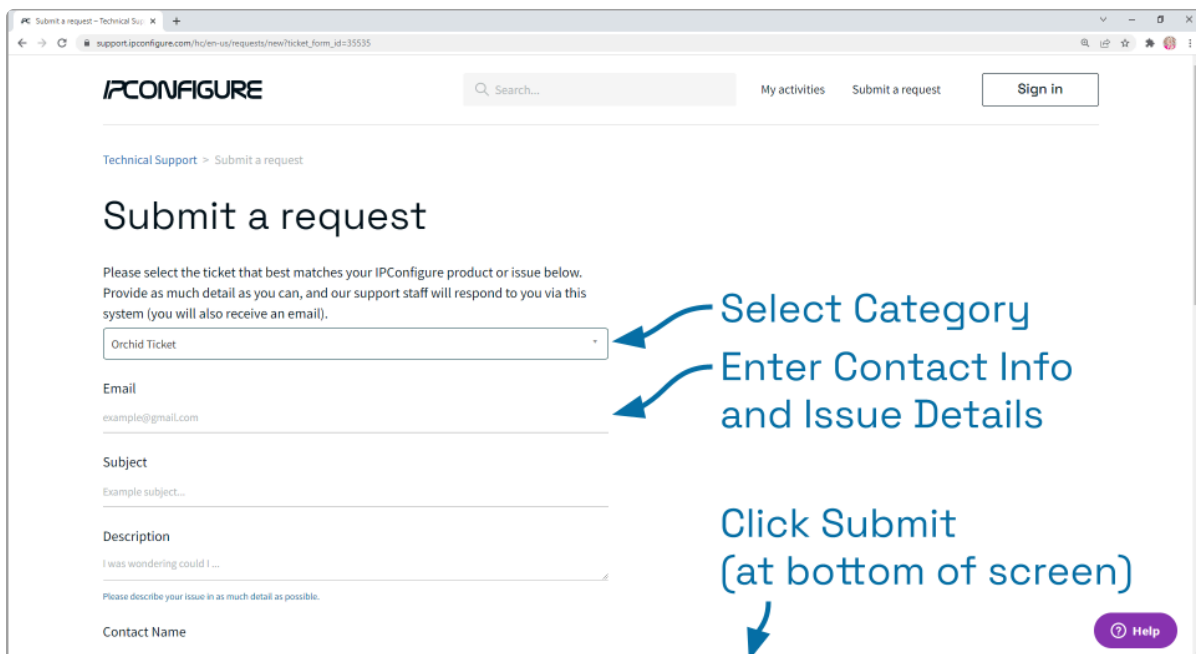 Submit a request – Technical Sup
support.ipconfigure.com/hc/en-us/requests/new?ticket_form_id=35535
IPCONFIGURE
Search...
My activities
Submit a request
Sign in
Technical Support > Submit a request
Submit a request
Please select the ticket that best matches your IPConfigure product or issue below.
Provide as much detail as you can, and our support staff will respond to you via this
system (you will also receive an email).
Orchid Ticket
Select Category
Enter Contact Info
and Issue Details
Email
example@gmail.com
Subject
Example subject...
Description
I was wondering could I ...
Please describe your issue in as much detail as possible.
Click Submit
(at bottom of screen)
Contact Name
Help